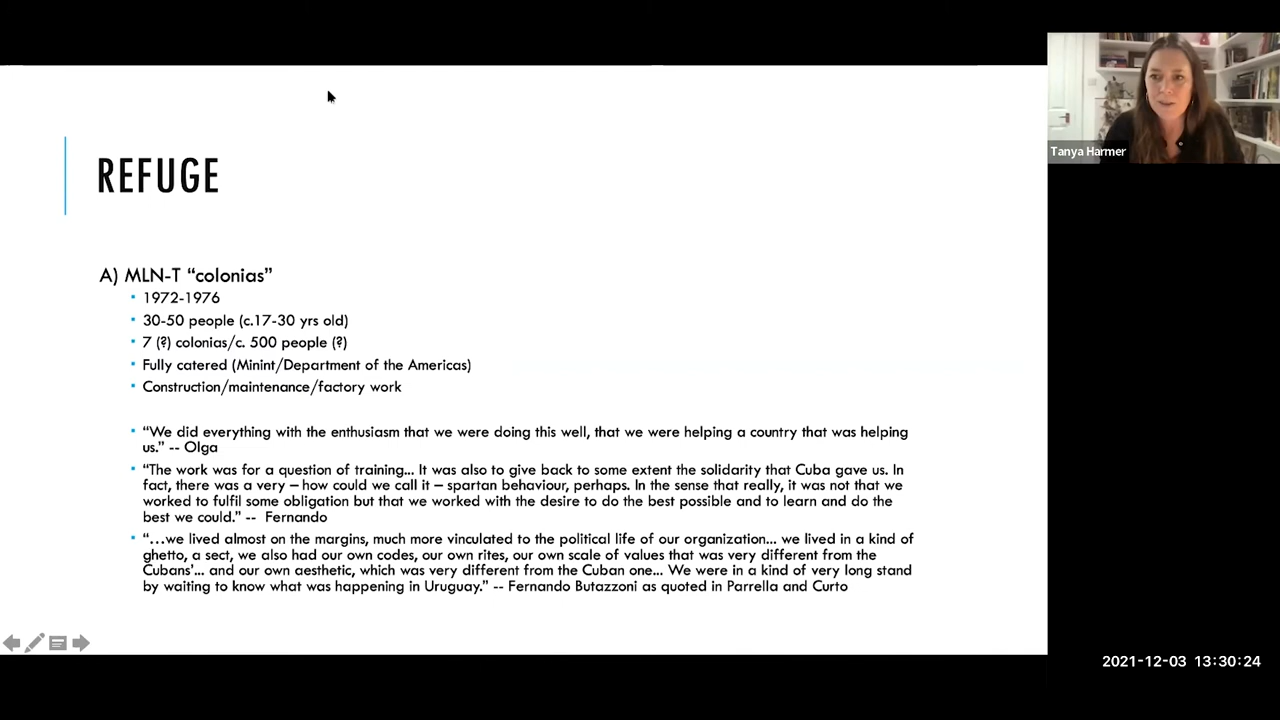 REFUGE
A) MLN-T “colonias”
▪ 1972-1976
▪ 30-50 people (c.17-30 yrs old)
▪ 7 (?) colonias/c. 500 people (?)
▪ Fully catered (Minint/Department of the Americas)
▪ Construction/maintenance/factory work
▪ “We did everything with the enthusiasm that we were doing this well, that we were helping a country that was helping
us.” -- Olga
▪ “The work was for a question of training... It was also to give back to some extent the solidarity that Cuba gave us. In
fact, there was a very – how could we call it – spartan behaviour, perhaps. In the sense that really, it was not that we
worked to fulfil some obligation but that we worked with the desire to do the best possible and to learn and do the
best we could.” -- Fernando
▪ “…we lived almost on the margins, much more vinculated to the political life of our organization... we lived in a kind of
ghetto, a sect, we also had our own codes, our own rites, our own scale of values that was very different from the
Cubans’... and our own aesthetic, which was very different from the Cuban one... We were in a kind of very long stand
by waiting to know what was happening in Uruguay.” -- Fernando Butazzoni as quoted in Parrella and Curto
Tanya Harmer
2021-12-03 13:30:24